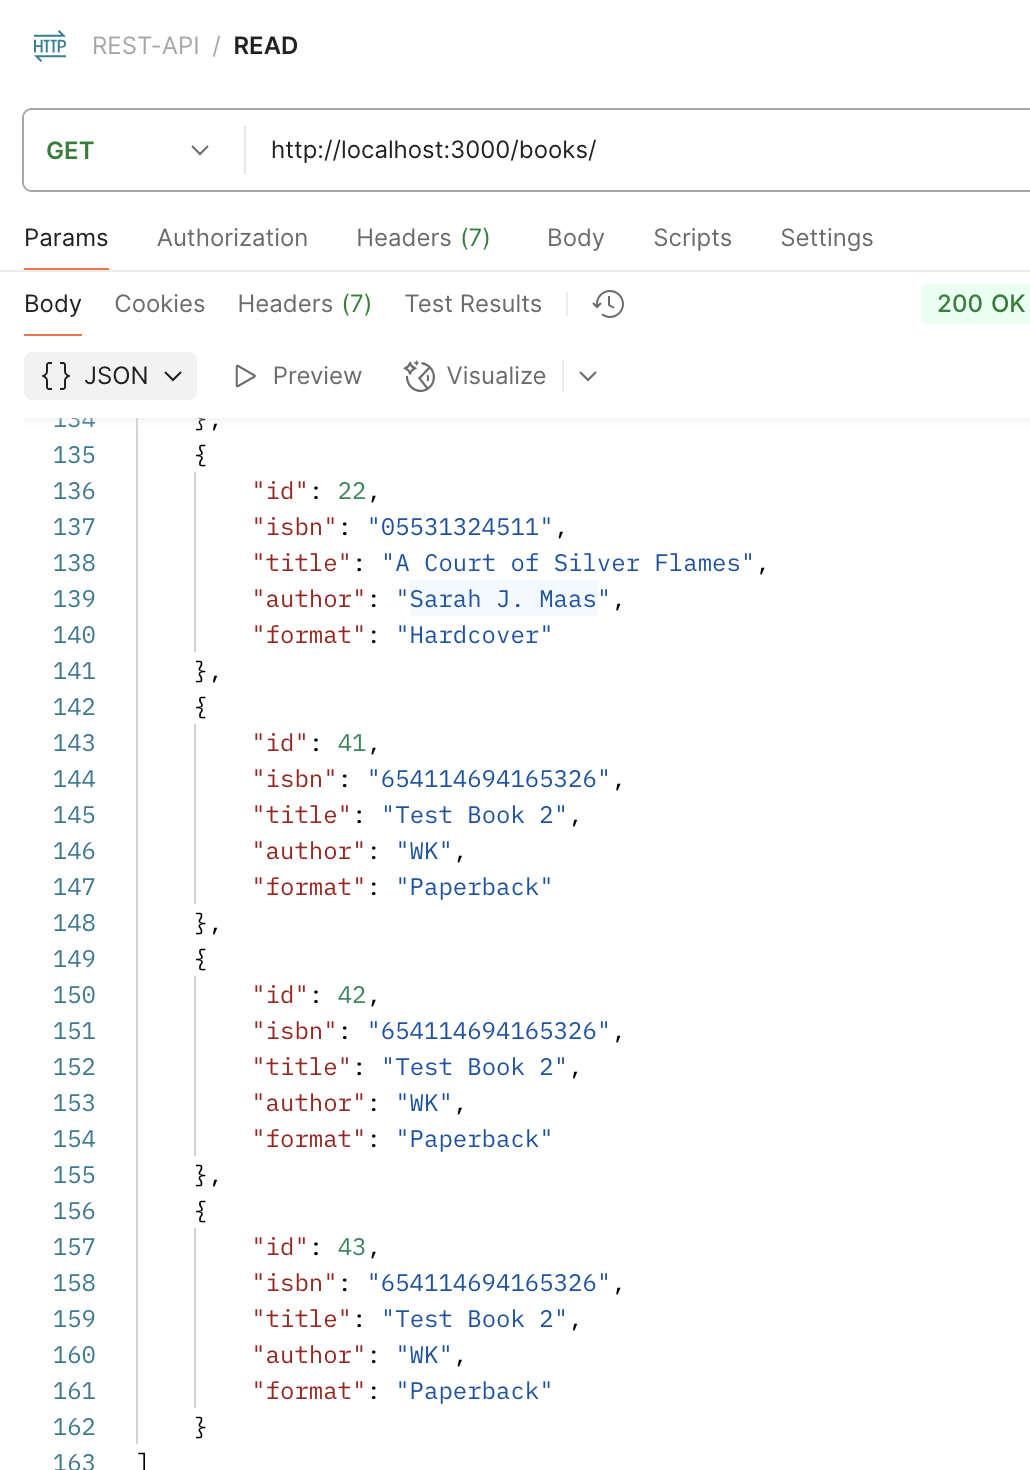 HTTP REST-API / READ
GET http://localhost:3000/books/
Params Authorization Headers (7) Body Scripts Settings
Body Cookies Headers (7) Test Results 200 OK
{} JSON Preview Visualize
134 },
135 {
136 "id": 22,
137 "isbn": "05531324511",
138 "title": "A Court of Silver Flames",
139 "author": "Sarah J. Maas",
140 "format": "Hardcover"
141 },
142 {
143 "id": 41,
144 "isbn": "654114694165326",
145 "title": "Test Book 2",
146 "author": "WK",
147 "format": "Paperback"
148 },
149 {
150 "id": 42,
151 "isbn": "654114694165326",
152 "title": "Test Book 2",
153 "author": "WK",
154 "format": "Paperback"
155 },
156 {
157 "id": 43,
158 "isbn": "654114694165326",
159 "title": "Test Book 2",
160 "author": "WK",
161 "format": "Paperback"
162 }
163 ]